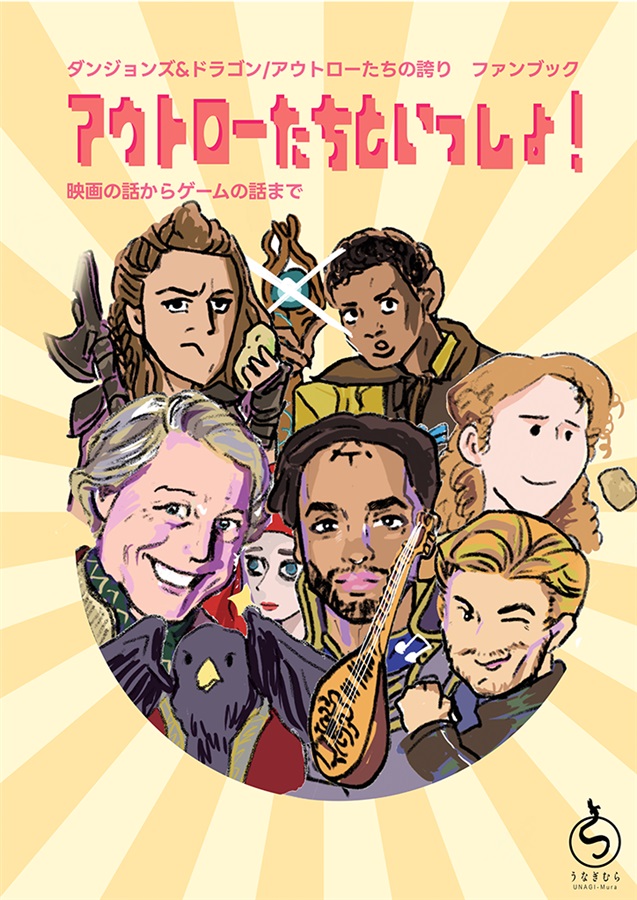 ダンジョンズ&ドラゴン/アウトローたちの誇り　ファンブック
アウトローたちといっしょ！
映画の話からゲームの話まで
う
うなぎむら
UNAGI-Mura